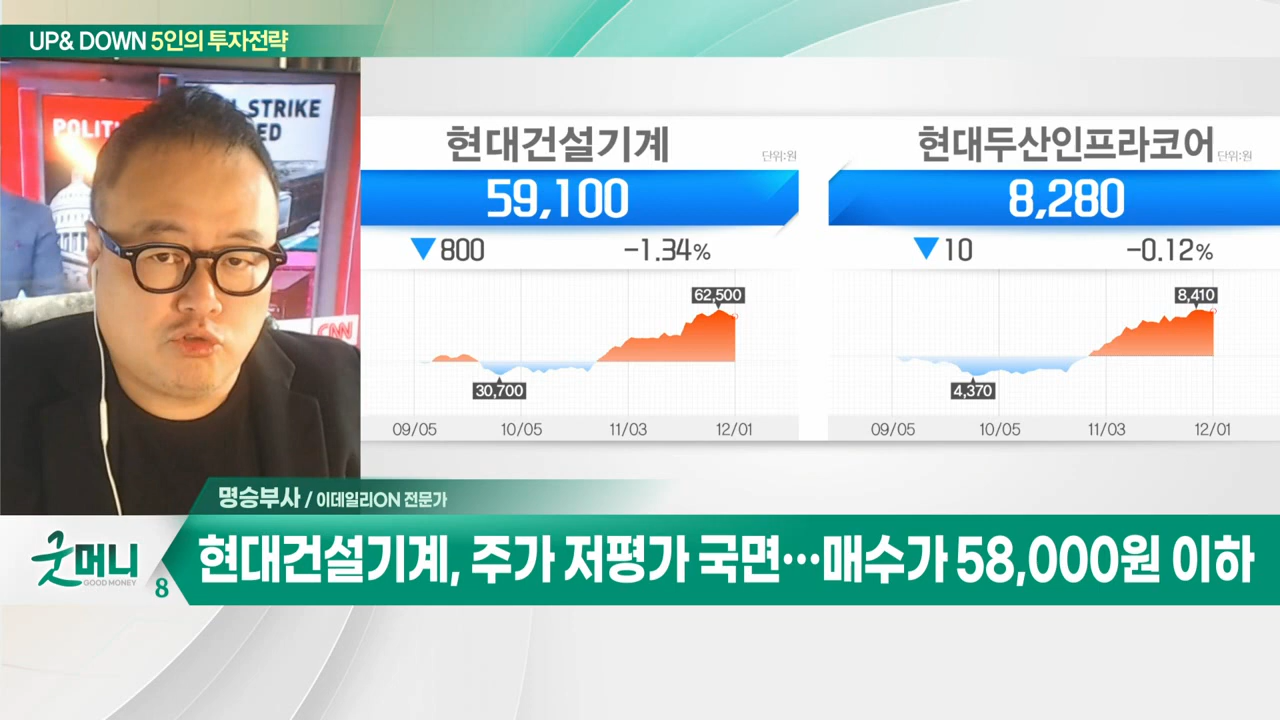 UP& DOWN 5인의 투자전략
STRIKE
ED
POLITI
CNN
현대건설기계
단위:원
59,100
▼800 -1.34%
62,500
30,700
09/05 10/05 11/03 12/01
현대두산인프라코어
단위:원
8,280
▼10 -0.12%
8,410
4,370
09/05 10/05 11/03 12/01
명승부사 / 이데일리ON 전문가
굿머니
GOOD MONEY
8
현대건설기계, 주가 저평가 국면…매수가 58,000원 이하